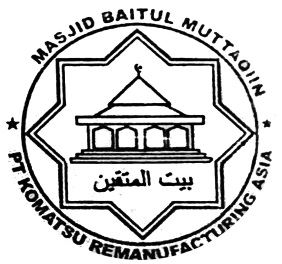 MASJID BAITUL MUTTAQIIN
بيت المتقين
PT KOMATSU REMANUFACTURING ASIA